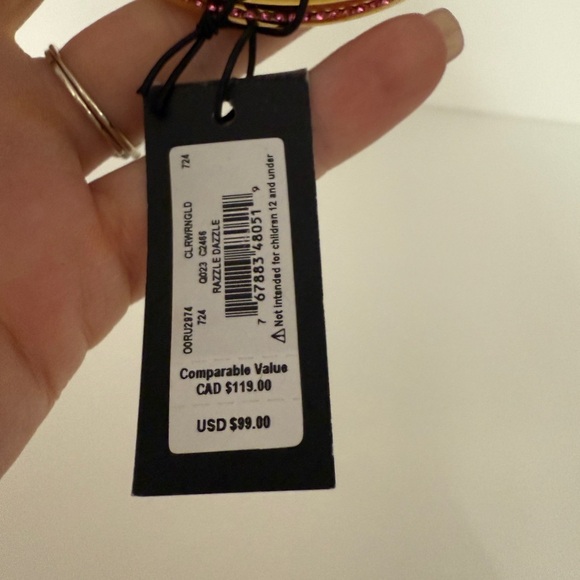 O0RU2974 CLRWRNGLD 724
724 Q023 C2466
RAZZLE DAZZLE
7 67883 48051 9
⚠Not intended for children 12 and under
Comparable Value
CAD $119.00
USD $99.00